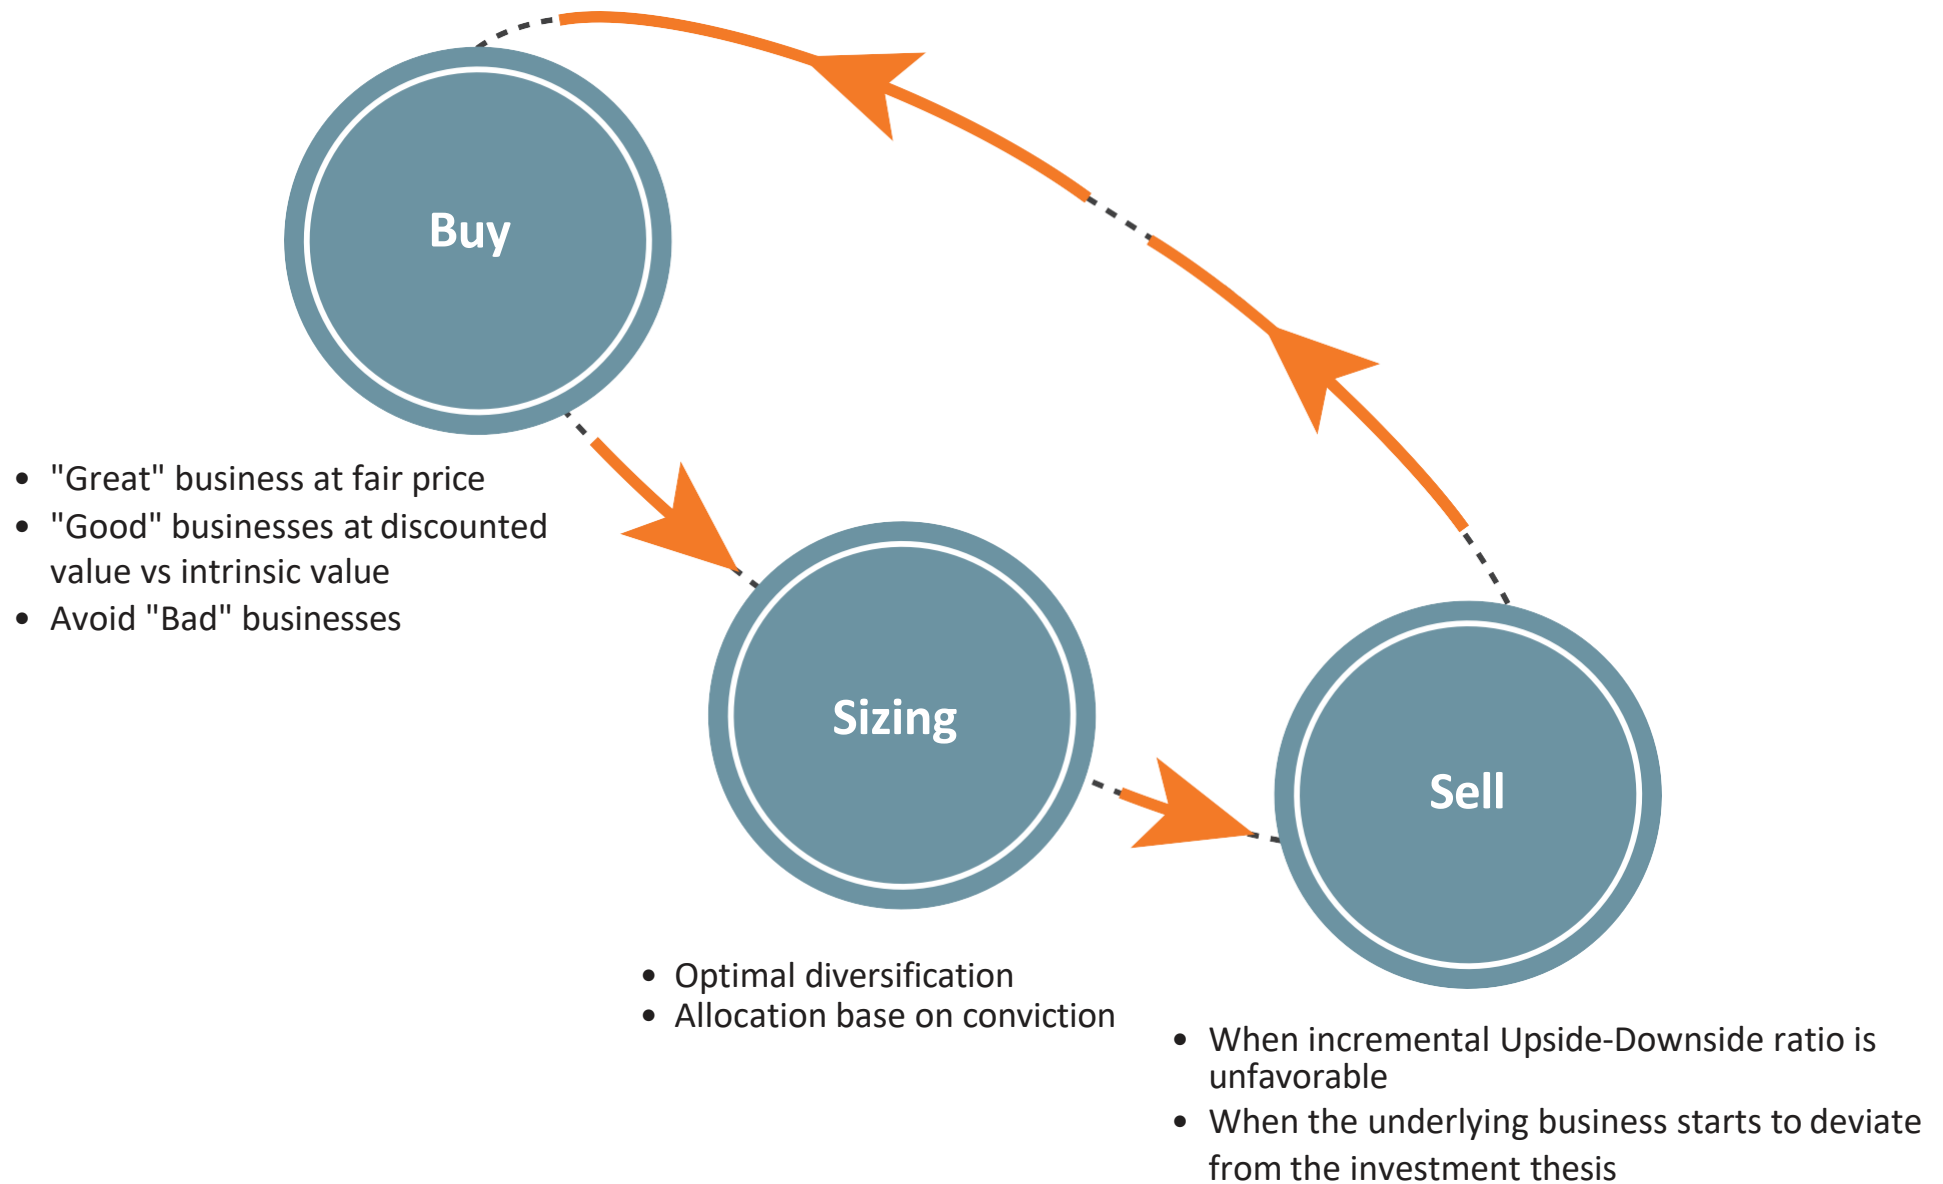 Buy
• "Great" business at fair price
• "Good" businesses at discounted
value vs intrinsic value
• Avoid "Bad" businesses
Sizing
• Optimal diversification
• Allocation base on conviction
Sell
• When incremental Upside-Downside ratio is
unfavorable
• When the underlying business starts to deviate
from the investment thesis